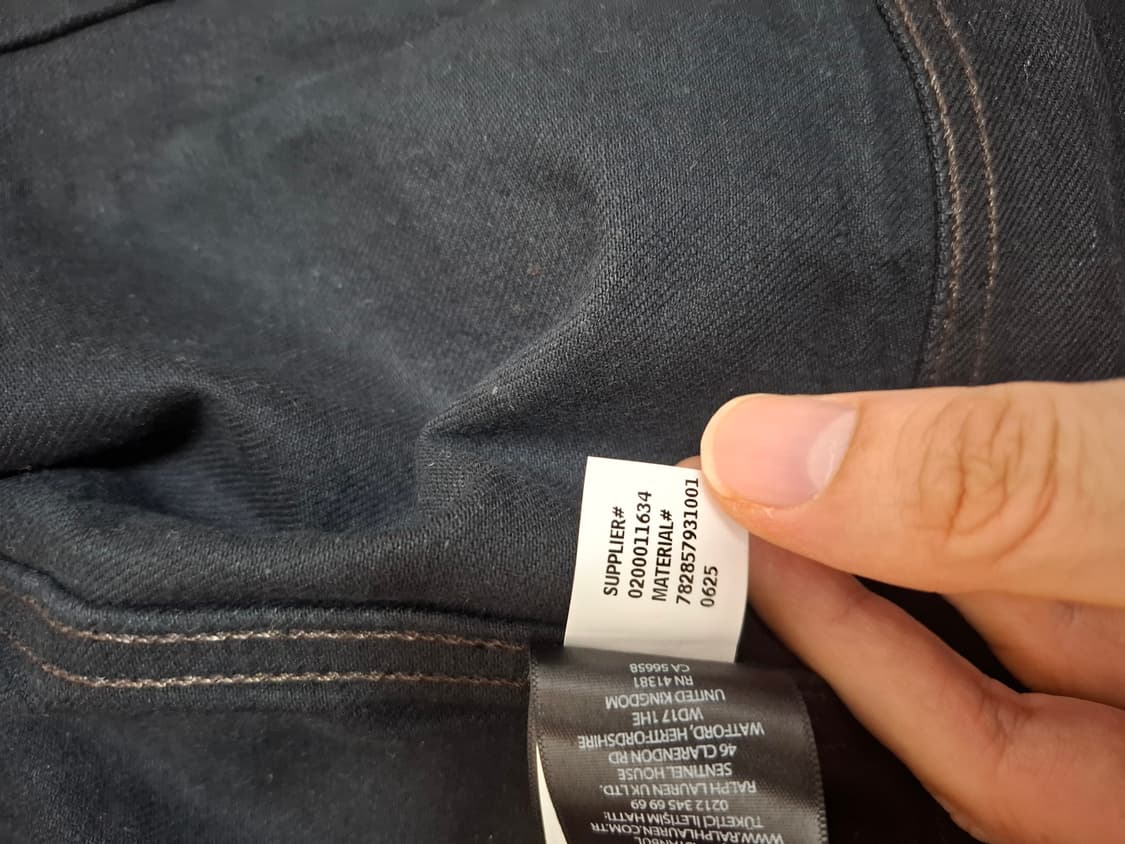 SUPPLIER#
0200011634
MATERIAL#
782857931001
0625
WWW.RALPHLAUREN.COM.TR
TÜKETİCİ İLETİŞİM HATTI:
0212 345 69 69
RALPH LAUREN UK LTD.
SENTINEL HOUSE
46 CLARENDON RD
WATFORD, HERTFORDSHIRE
WD17 1HE
UNITED KINGDOM
RN 41381
CA 56658